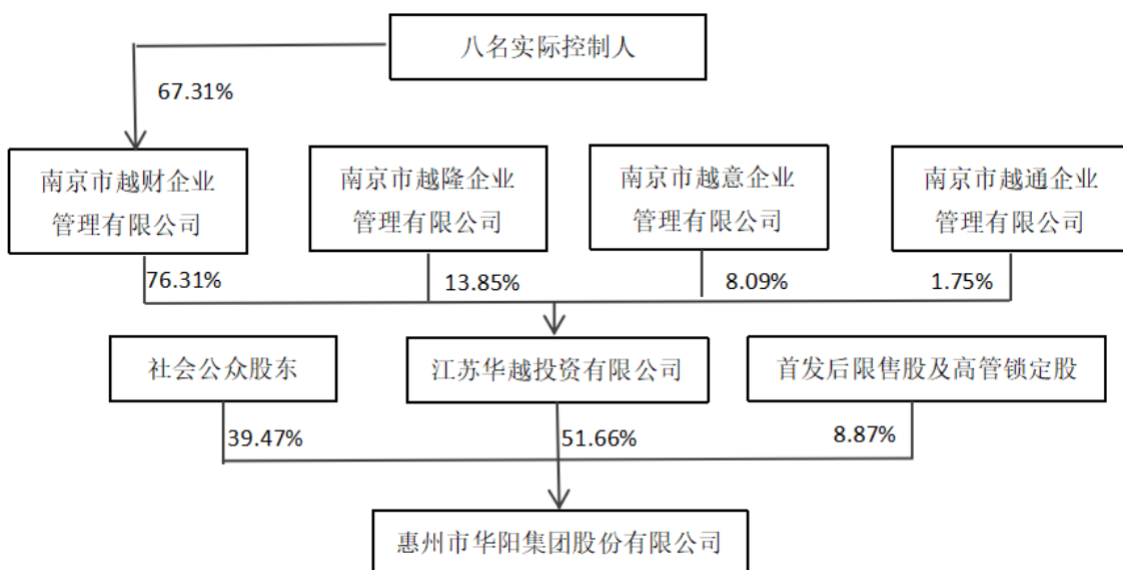 八名实际控制人
67.31%
南京市越财企业
管理有限公司
南京市越隆企业
管理有限公司
南京市越意企业
管理有限公司
南京市越通企业
管理有限公司
76.31%
13.85%
8.09%
1.75%
社会公众股东
江苏华越投资有限公司
首发后限售股及高管锁定股
39.47%
51.66%
8.87%
惠州市华阳集团股份有限公司